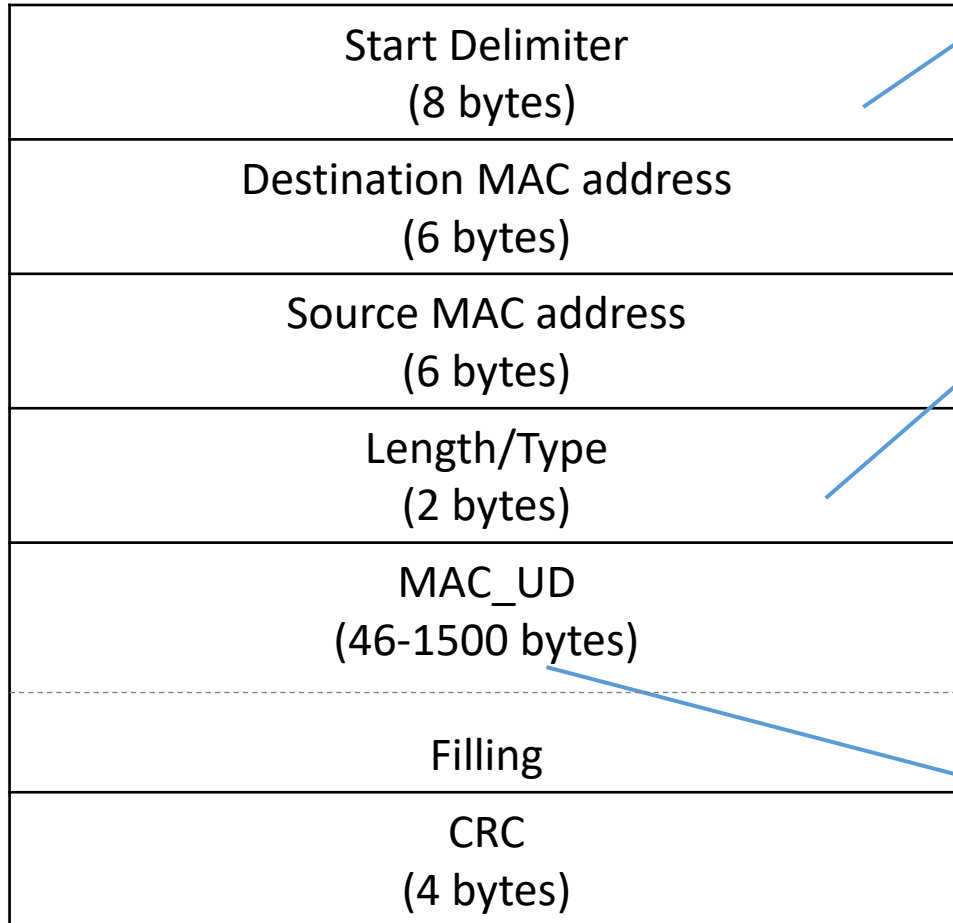 Start Delimiter
(8 bytes)
Destination MAC address
(6 bytes)
Source MAC address
(6 bytes)
Length/Type
(2 bytes)
MAC_UD
(46-1500 bytes)
Filling
CRC
(4 bytes)